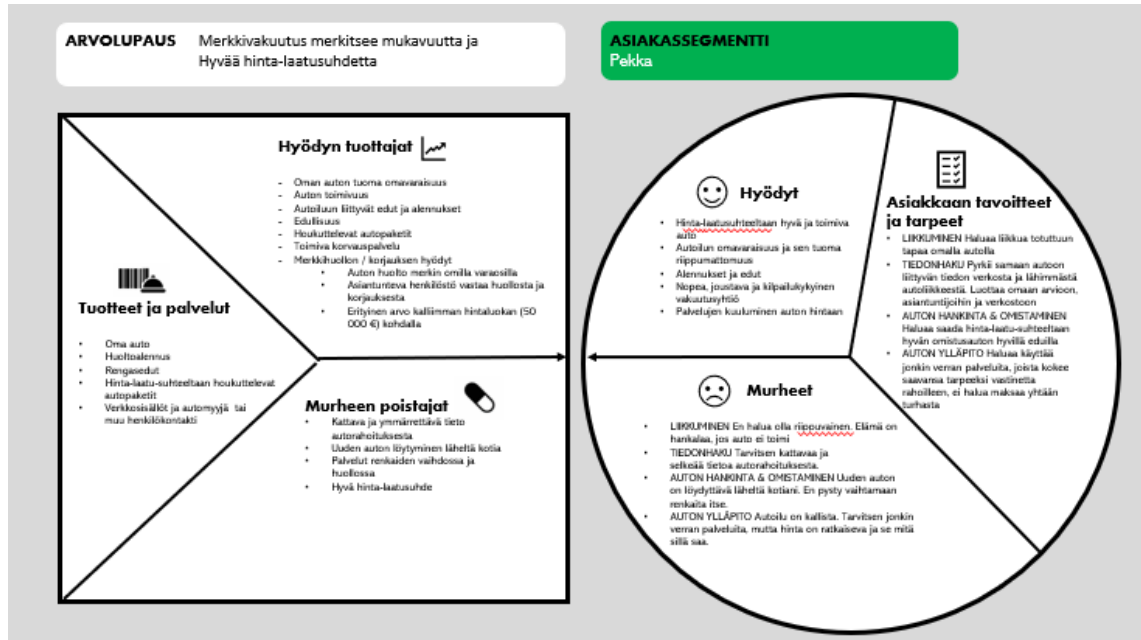 ARVOLUPAUS Merkkivakuutus merkitsee mukavuutta ja
Hyvää hinta-laatusuhdetta
ASIAKASSEGMENTTI
Pekka
Hyödyn tuottajat
- Oman auton tuoma omavaraisuus
- Auton toimivuus
- Autoiluun liittyvät edut ja alennukset
- Edullisuus
- Houkuttelevat autopaketit
- Toimiva korvauspalvelu
- Merkkihuollon / korjauksen hyödyt
• Auton huolto merkin omilla varaosilla
• Asiantunteva henkilöstö vastaa huollosta ja
korjauksesta
• Erityinen arvo kalliimman hintaluokan (50
000 €) kohdalla
Tuotteet ja palvelut
• Oma auto
• Huoltoalennus
• Rengasedut
• Hinta-laatu-suhteeltaan houkuttelevat
autopaketit
• Verkkosisällöt ja automyyjä tai
muu henkilökontakti
Murheen poistajat
• Kattava ja ymmärrettävä tieto
autorahoituksesta
• Uuden auton löytyminen läheltä kotia
• Palvelut renkaiden vaihdossa ja
huollossa
• Hyvä hinta-laatusuhde
Hyödyt
• Hinta-laatusuhteeltaan hyvä ja toimiva
auto
• Autoilun omavaraisuus ja sen tuoma
riippumattomuus
• Alennukset ja edut
• Nopea, joustava ja kilpailukykyinen
vakuutusyhtiö
• Palvelujen kuuluminen auton hintaan
Asiakkaan tavoitteet
ja tarpeet
• LIIKKUMINEN Haluaa liikkua totuttuun
tapaa omalla autolla
• TIEDONHAKU Pyrkii samaan autoon
liittyvän tiedon verkosta ja lähimmästä
autoliikkeestä. Luottaa omaan arvioon,
asiantuntijoihin ja verkostoon
• AUTON HANKINTA & OMISTAMINEN
Haluaa saada hinta-laatu-suhteeltaan
hyvän omistusauton hyvillä eduilla
• AUTON YLLÄPITO Haluaa käyttää
jonkin verran palveluita, joista kokee
saavansa tarpeeksi vastinetta
rahoilleen, ei halua maksaa yhtään
turhasta
Murheet
• LIIKKUMINEN En halua olla riippuvainen. Elämä on
hankalaa, jos auto ei toimi
• TIEDONHAKU Tarvitsen kattavaa ja
selkeää tietoa autorahoituksesta.
• AUTON HANKINTA & OMISTAMINEN Uuden auton
on löydyttävä läheltä kotiani. En pysty vaihtamaan
renkaita itse.
• AUTON YLLÄPITO Autoilu on kallista. Tarvitsen jonkin
verran palveluita, mutta hinta on ratkaiseva ja se mitä
sillä saa.